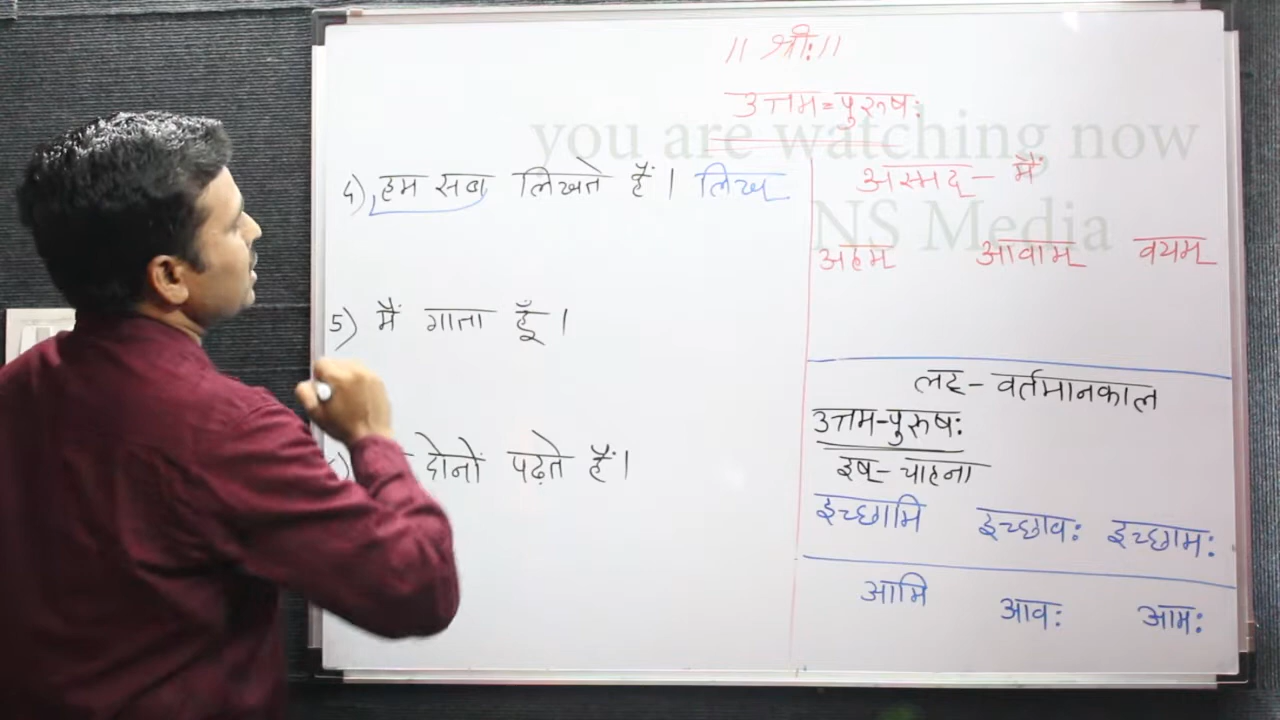 ॥ श्रीः॥
उत्तम=पुरूषः
you are watching now
NS Media
4) हम सब लिखते हैं। लिख्
5) मैं गाता हूँ।
दोनों पढ़ते हैं।
अस्मद् - मैं
अहम् आवाम् वयम्
लट् - वर्तमानकाल
उत्तम-पुरूषः
इष् - चाहना
इच्छामि इच्छावः इच्छामः
आमि आवः आमः